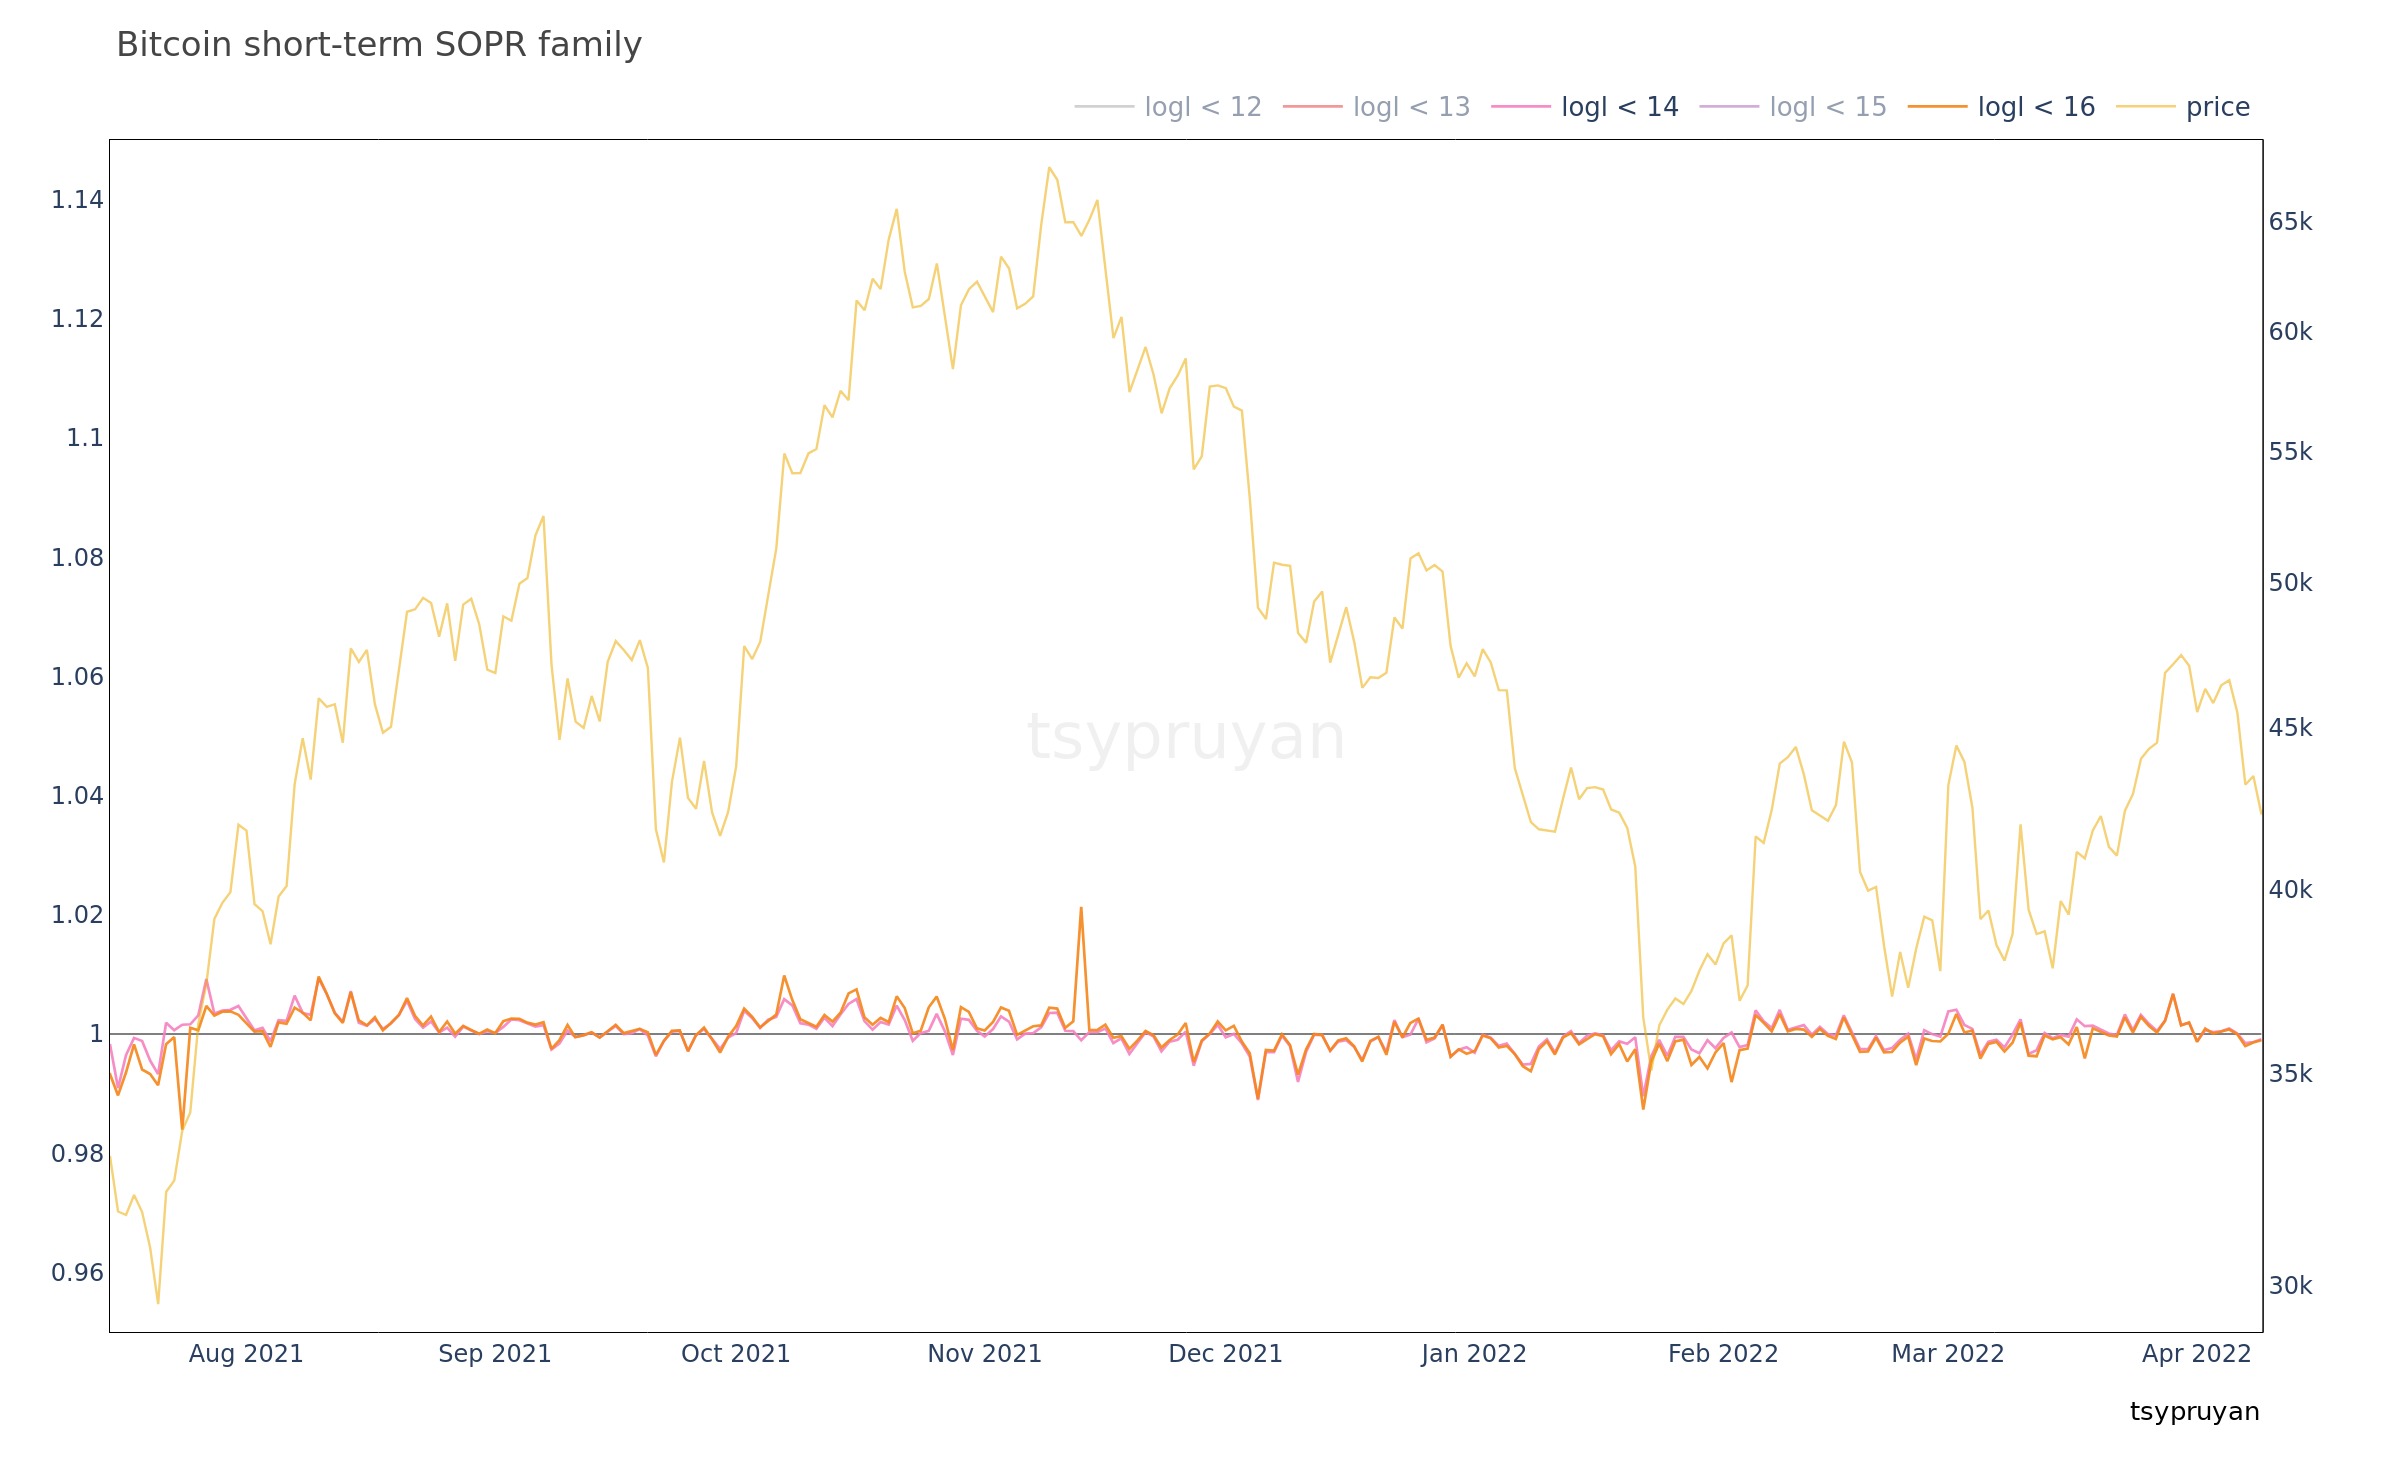 Bitcoin short-term SOPR family
logl < 12 logl < 13 logl < 14 logl < 15 logl < 16 price
1.14
1.12
1.1
1.08
1.06
1.04
1.02
1
0.98
0.96
65k
60k
55k
50k
45k
40k
35k
30k
tsypruyan
Aug 2021 Sep 2021 Oct 2021 Nov 2021 Dec 2021 Jan 2022 Feb 2022 Mar 2022 Apr 2022
tsypruyan